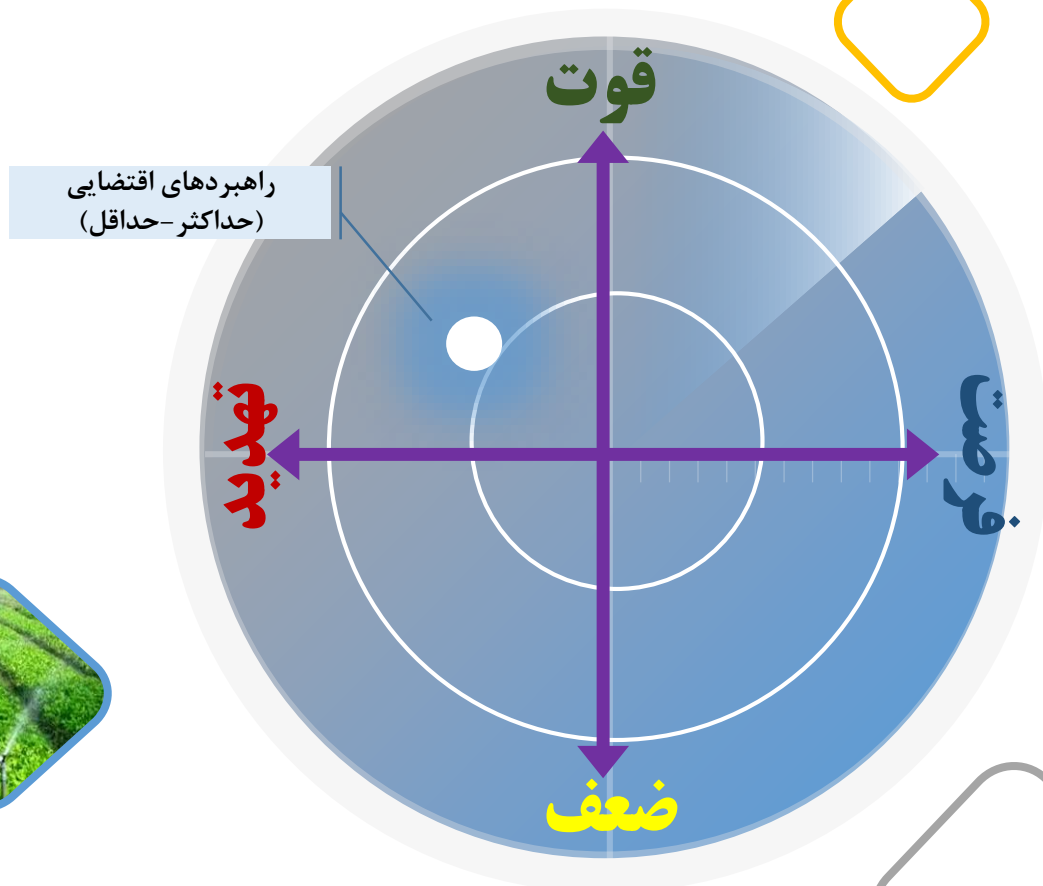 قوت
راهبردهای اقتضایی
(حداکثر-حداقل)
فرصت
تهدید
ضعف